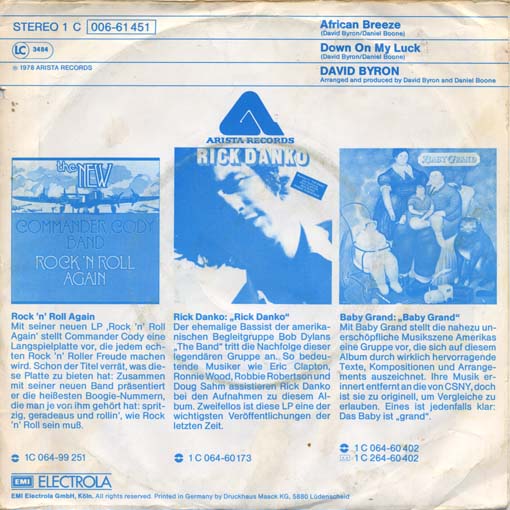 STEREO 1 C 006-61 451
African Breeze
(David Byron/Daniel Boone)
LC 3484
Down On My Luck
(David Byron/Daniel Boone)
℗ 1978 ARISTA RECORDS
DAVID BYRON
Arranged and produced by David Byron and Daniel Boone
ARISTA RECORDS
the NEW
COMMANDER CODY
BAND
ROCK 'N ROLL
AGAIN
RICK DANKO
BABY GRAND
Rock 'n' Roll Again
Mit seiner neuen LP ‚Rock 'n' Roll
Again' stellt Commander Cody eine
Langspielplatte vor, die jedem ech-
ten Rock 'n' Roller Freude machen
wird. Schon der Titel verrät, was die-
se Platte zu bieten hat: Zusammen
mit seiner neuen Band präsentiert
er die heißesten Boogie-Nummern,
die man je von ihm gehört hat: sprit-
zig, geradeaus und rollin', wie Rock
'n' Roll sein muß.
1C 064-99 251
Rick Danko: „Rick Danko“
Der ehemalige Bassist der amerika-
nischen Begleitgruppe Bob Dylans
„The Band“ tritt die Nachfolge dieser
legendären Gruppe an. So bedeu-
tende Musiker wie Eric Clapton,
Ronnie Wood, Robbie Robertson und
Doug Sahm assistieren Rick Danko
bei den Aufnahmen zu diesem Al-
bum. Zweifellos ist diese LP eine der
wichtigsten Veröffentlichungen der
letzten Zeit.
1C 064-60 173
Baby Grand: „Baby Grand“
Mit Baby Grand stellt die nahezu un-
erschöpfliche Musikszene Amerikas
eine Gruppe vor, die sich auf diesem
Album durch wirklich hervorragende
Texte, Kompositionen und Arrange-
ments auszeichnet. Ihre Musik er-
innert entfernt an die von CSNY, doch
ist sie zu originell, um Vergleiche zu
erlauben. Eines ist jedenfalls klar:
Das Baby ist „grand“.
1 C 064-60 402
1 C 264-60 402
EMI ELECTROLA
EMI Electrola GmbH, Köln. All rights reserved. Printed in Germany by Druckhaus Maack KG, 5880 Lüdenscheid